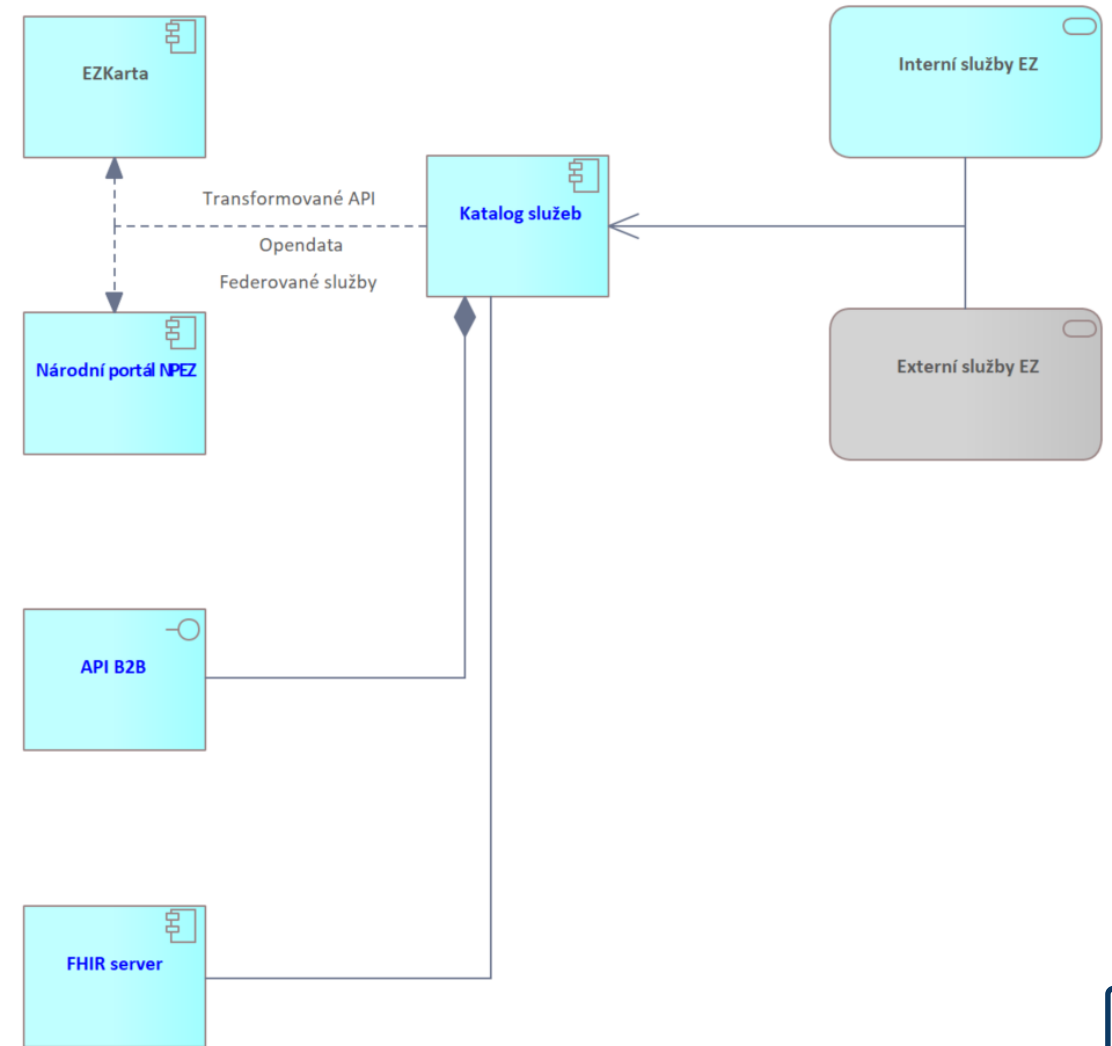 EZKarta
Interní služby EZ
Transformované API
Katalog služeb
Opendata
Federované služby
Národní portál NPEZ
Externí služby EZ
API B2B
FHIR server